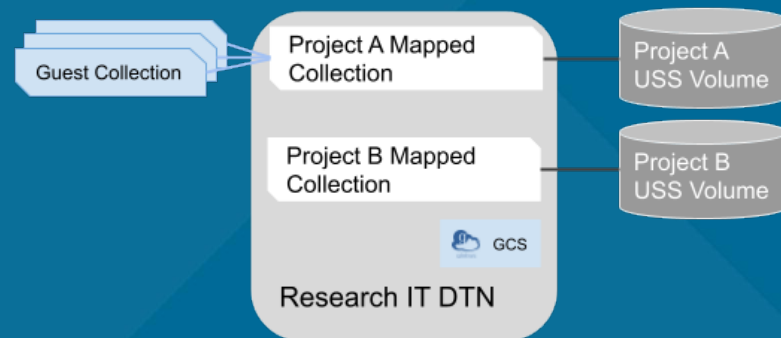 Guest Collection
Project A Mapped
Collection
Project A
USS Volume
Project B Mapped
Collection
Project B
USS Volume
GCS
Research IT DTN